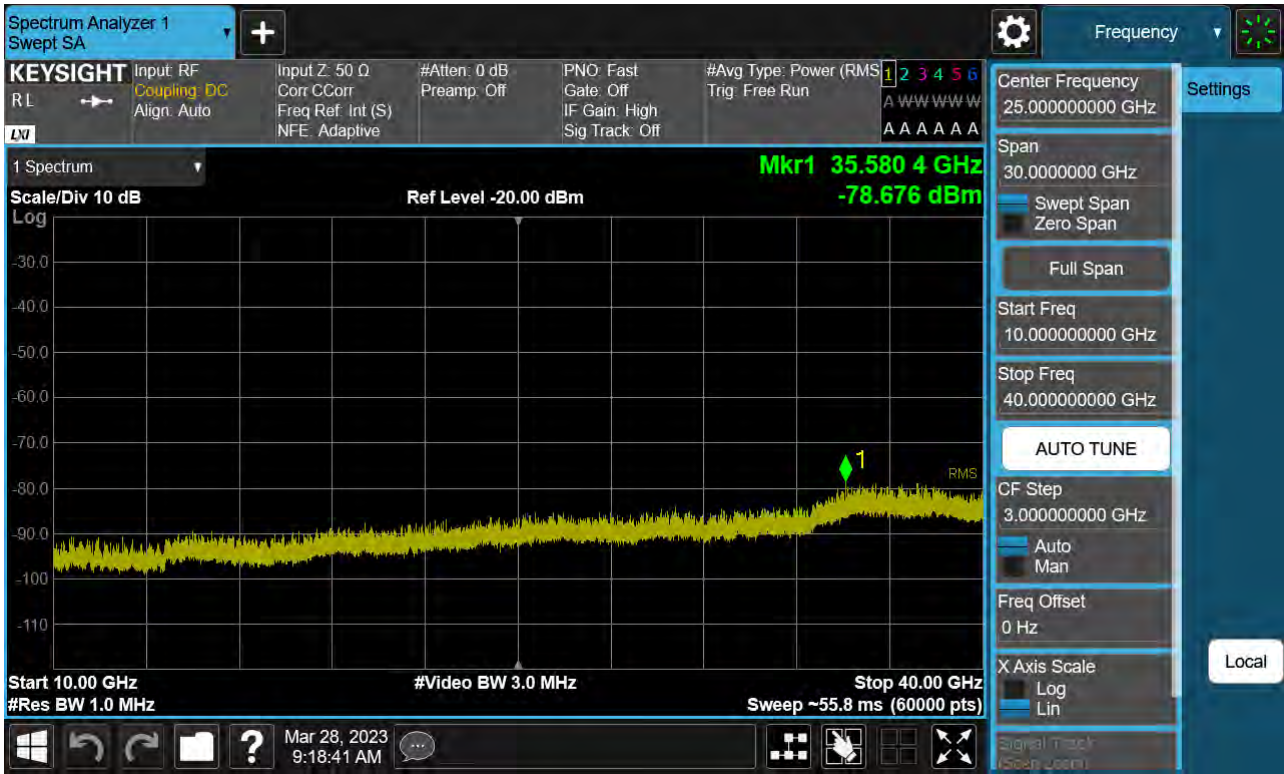 Spectrum Analyzer 1
Swept SA
+
Frequency
KEYSIGHT
RL
LXI
Input: RF
Coupling: DC
Align: Auto
Input Z: 50 Ω
Corr CCorr
Freq Ref: Int (S)
NFE: Adaptive
#Atten: 0 dB
Preamp: Off
PNO: Fast
Gate: Off
IF Gain: High
Sig Track: Off
#Avg Type: Power (RMS
Trig: Free Run
1 2 3 4 5 6
A W W W W W
A A A A A A
1 Spectrum
Mkr1 35.580 4 GHz
Scale/Div 10 dB
Ref Level -20.00 dBm
-78.676 dBm
Log
-30.0
-40.0
-50.0
-60.0
-70.0
1
RMS
-80.0
-90.0
-100
-110
Start 10.00 GHz
#Video BW 3.0 MHz
Stop 40.00 GHz
#Res BW 1.0 MHz
Sweep ~55.8 ms (60000 pts)
?
Mar 28, 2023
9:18:41 AM
Center Frequency
25.000000000 GHz
Settings
Span
30.0000000 GHz
Swept Span
Zero Span
Full Span
Start Freq
10.000000000 GHz
Stop Freq
40.000000000 GHz
AUTO TUNE
CF Step
3.000000000 GHz
Auto
Man
Freq Offset
0 Hz
X Axis Scale
Log
Lin
Local
Signal Track
(Span Zoom)